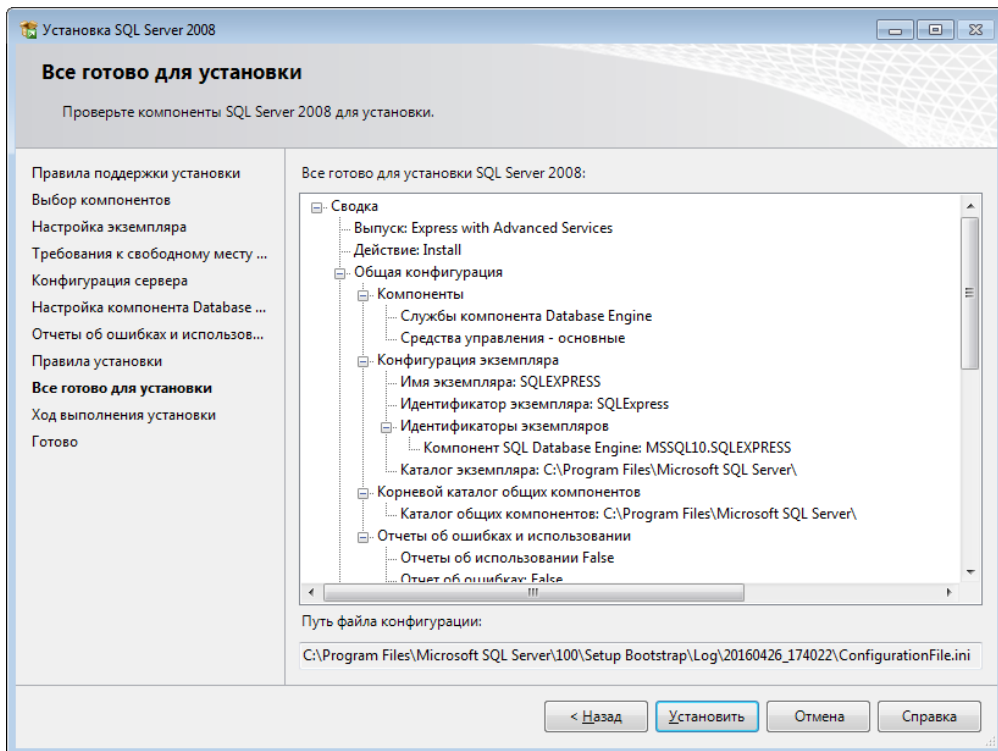 Установка SQL Server 2008
Все готово для установки
Проверьте компоненты SQL Server 2008 для установки.
Правила поддержки установки
Выбор компонентов
Настройка экземпляра
Требования к свободному месту ...
Конфигурация сервера
Настройка компонента Database ...
Отчеты об ошибках и использов...
Правила установки
Все готово для установки
Ход выполнения установки
Готово
Все готово для установки SQL Server 2008:
Сводка
Выпуск: Express with Advanced Services
Действие: Install
Общая конфигурация
Компоненты
Службы компонента Database Engine
Средства управления - основные
Конфигурация экземпляра
Имя экземпляра: SQLEXPRESS
Идентификатор экземпляра: SQLExpress
Идентификаторы экземпляров
Компонент SQL Database Engine: MSSQL10.SQLEXPRESS
Каталог экземпляра: C:\Program Files\Microsoft SQL Server\
Корневой каталог общих компонентов
Каталог общих компонентов: C:\Program Files\Microsoft SQL Server\
Отчеты об ошибках и использовании
Отчеты об использовании False
Отчет об ошибках: False
Путь файла конфигурации:
C:\Program Files\Microsoft SQL Server\100\Setup Bootstrap\Log\20160426_174022\ConfigurationFile.ini
< Назад
Установить
Отмена
Справка